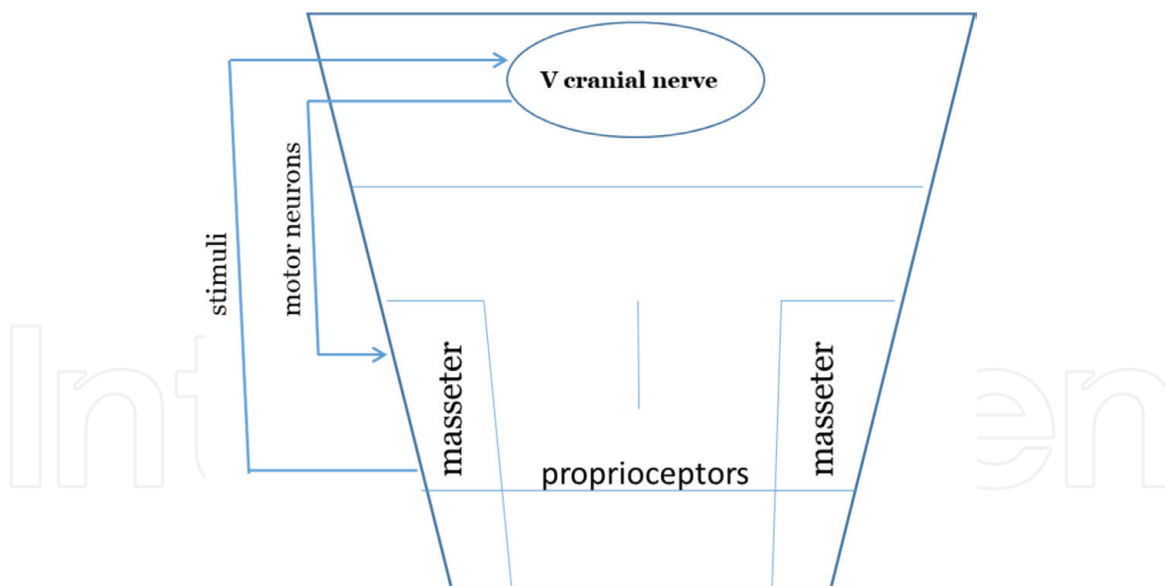 V cranial nerve
stimuli
motor neurons
masseter
masseter
proprioceptors